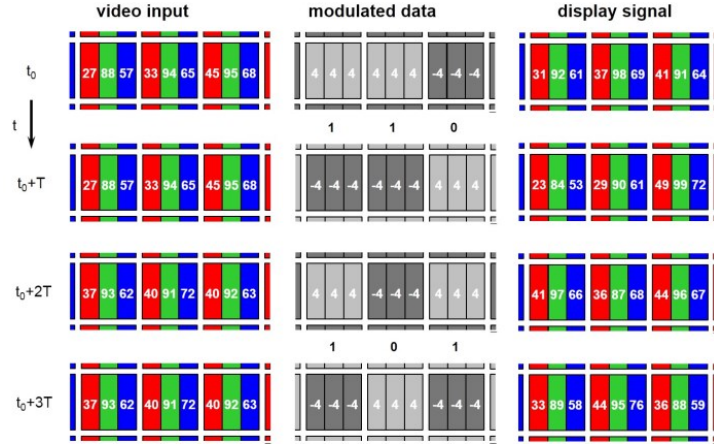 video input modulated data display signal
t₀ 27 88 57 33 94 65 45 95 68 4 4 4 4 4 4 -4 -4 -4 31 92 61 37 98 69 41 91 64
t 1 1 0
t₀+T 27 88 57 33 94 65 45 95 68 -4 -4 -4 -4 -4 -4 4 4 4 23 84 53 29 90 61 49 99 72
t₀+2T 37 93 62 40 91 72 40 92 63 4 4 4 -4 -4 -4 4 4 4 41 97 66 36 87 68 44 96 67
1 0 1
t₀+3T 37 93 62 40 91 72 40 92 63 -4 -4 -4 4 4 4 -4 -4 -4 33 89 58 44 95 76 36 88 59